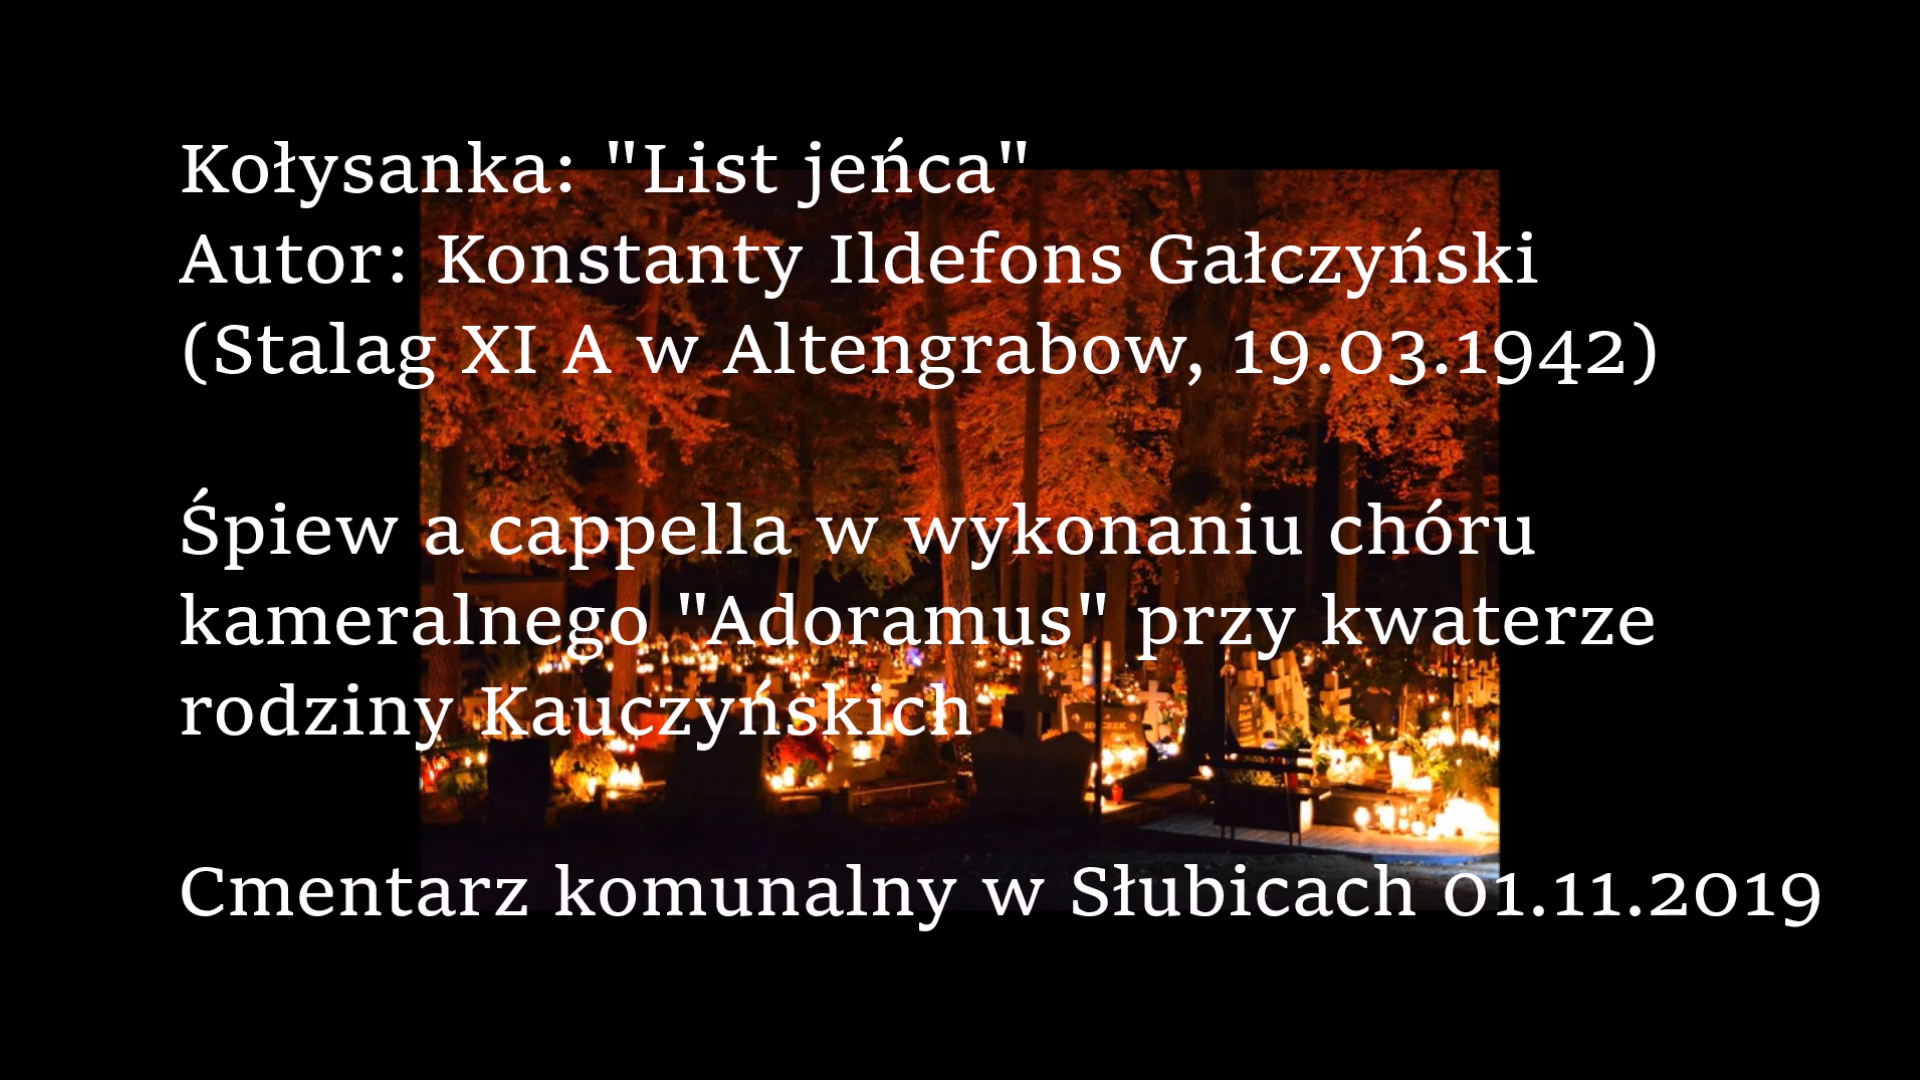 Kołysanka: "List jeńca"
Autor: Konstanty Ildefons Gałczyński
(Stalag XI A w Altengrabow, 19.03.1942)
Śpiew a cappella w wykonaniu chóru
kameralnego "Adoramus" przy kwaterze
rodziny Kauczyńskich
Cmentarz komunalny w Słubicach 01.11.2019